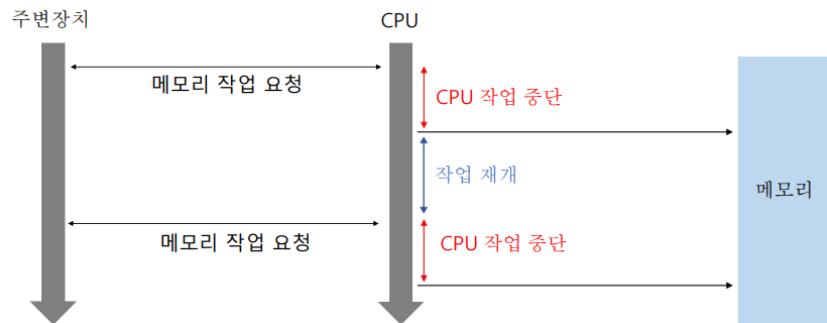 주변장치
CPU
메모리 작업 요청
CPU 작업 중단
작업 재개
메모리
메모리 작업 요청
CPU 작업 중단